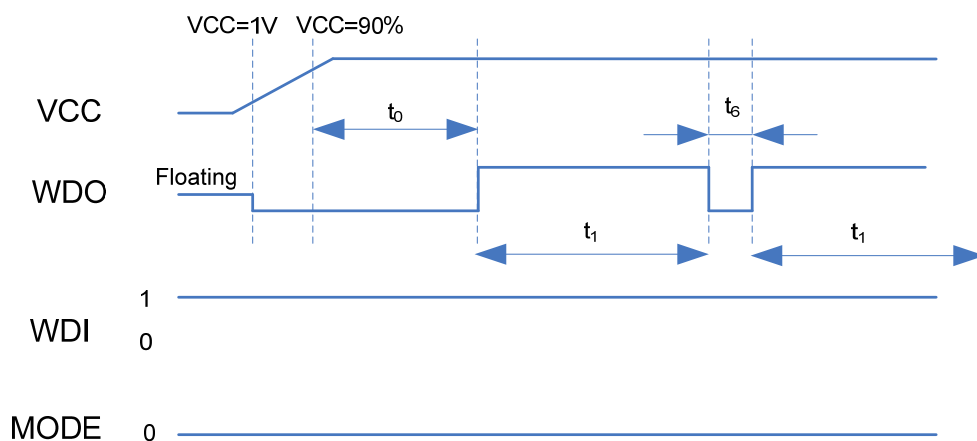 VCC=1V VCC=90%
VCC
t0
t6
Floating
WDO
t1
t1
1
WDI
0
MODE 0